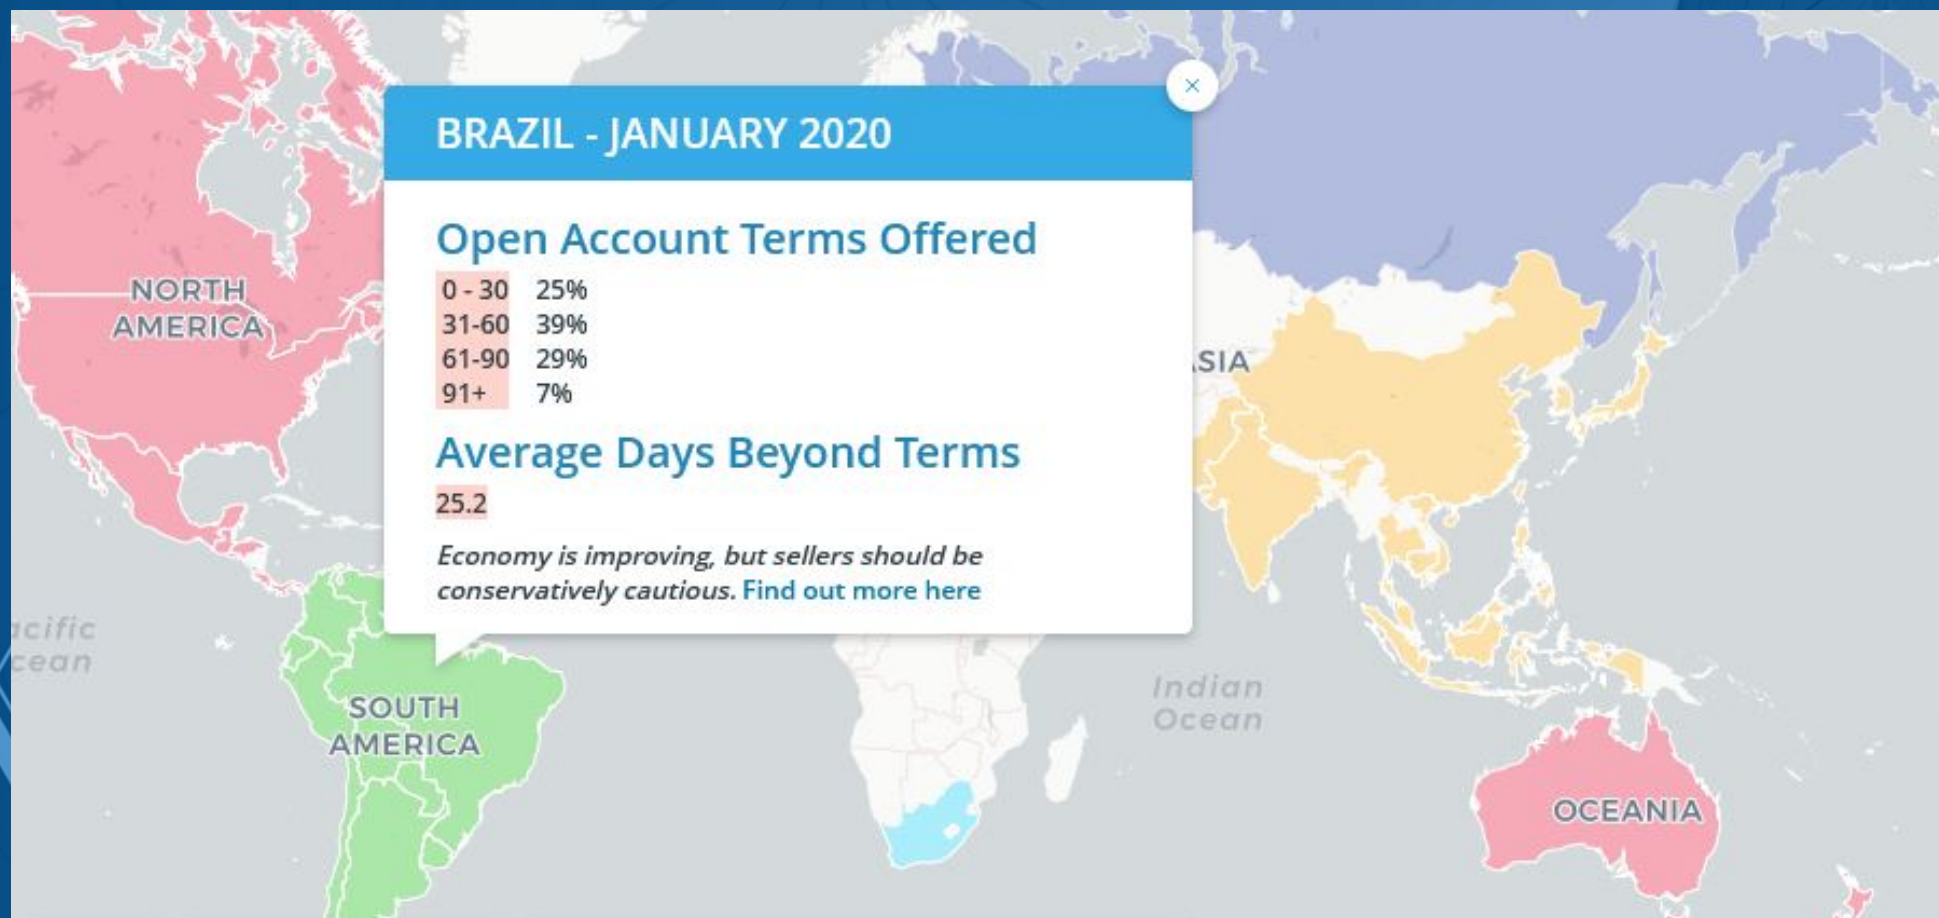 BRAZIL - JANUARY 2020
Open Account Terms Offered
0 - 30 25%
31-60 39%
61-90 29%
91+ 7%
Average Days Beyond Terms
25.2
Economy is improving, but sellers should be
conservatively cautious. Find out more here
NORTH
AMERICA
SIA
acific
cean
SOUTH
AMERICA
Indian
Ocean
OCEANIA